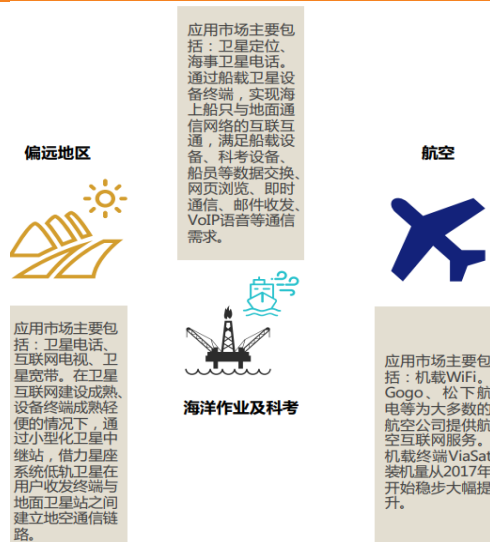 偏远地区
应用市场主要包
括：卫星电话、
互联网电视、卫
星宽带。在卫星
互联网建设成熟、
设备终端成熟轻
便的情况下，通
过小型化卫星中
继站，借力星座
系统低轨卫星在
用户收发终端与
地面卫星站之间
建立地空通信链
路。
应用市场主要包
括：卫星定位、
海事卫星电话。
通过船载卫星设
备终端，实现海
上船只与地面通
信网络的互联互
通，满足船载设
备、科考设备、
船员等数据交换、
网页浏览、即时
通信、邮件收发、
VoIP语音等通信
需求。
海洋作业及科考
航空
应用市场主要包
括：机载WiFi。
Gogo、松下航
电等为大多数的
航空公司提供航
空互联网服务。
机载终端ViaSat
装机量从2017年
开始稳步大幅提
升。